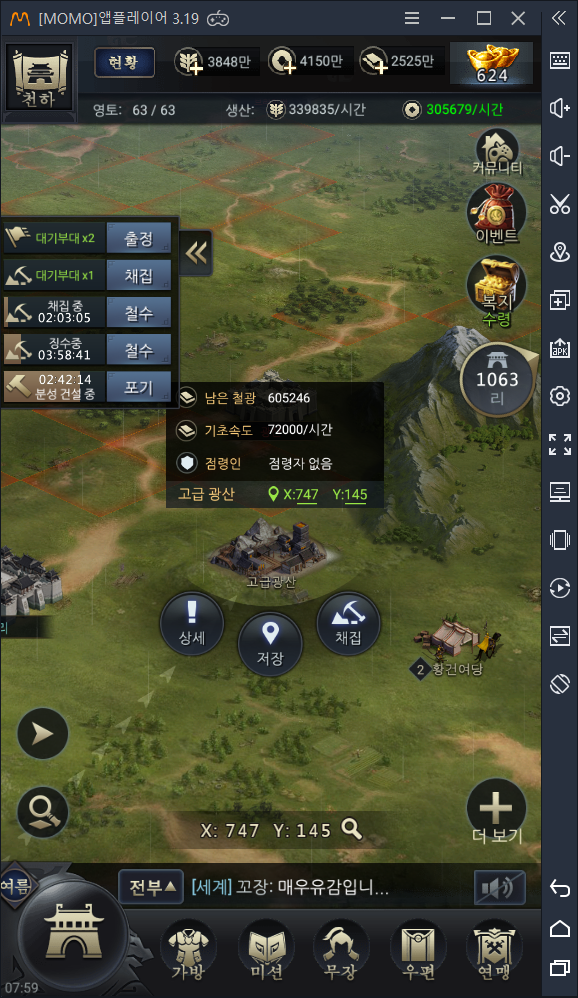 [MOMO]앱플레이어 3.19
천하
현황
3848만
4150만
2525만
624
영토: 63 / 63
생산:
339835/시간
305679/시간
커뮤니티
이벤트
복지
수령
1063
리
대기부대 x2
출정
대기부대 x1
채집
채집 중
02:03:05
철수
징수중
03:58:41
철수
02:42:14
분성 건설 중
포기
남은 철광 605246
기초속도 72000/시간
점령인 점령자 없음
고급 광산 X:747 Y:145
고급광산
리
상세
저장
채집
2 황건여당
X: 747 Y: 145
더 보기
여름
전부
[세계] 꼬장: 매우유감입니...
가방
미션
무장
우편
연맹
07:59
APK